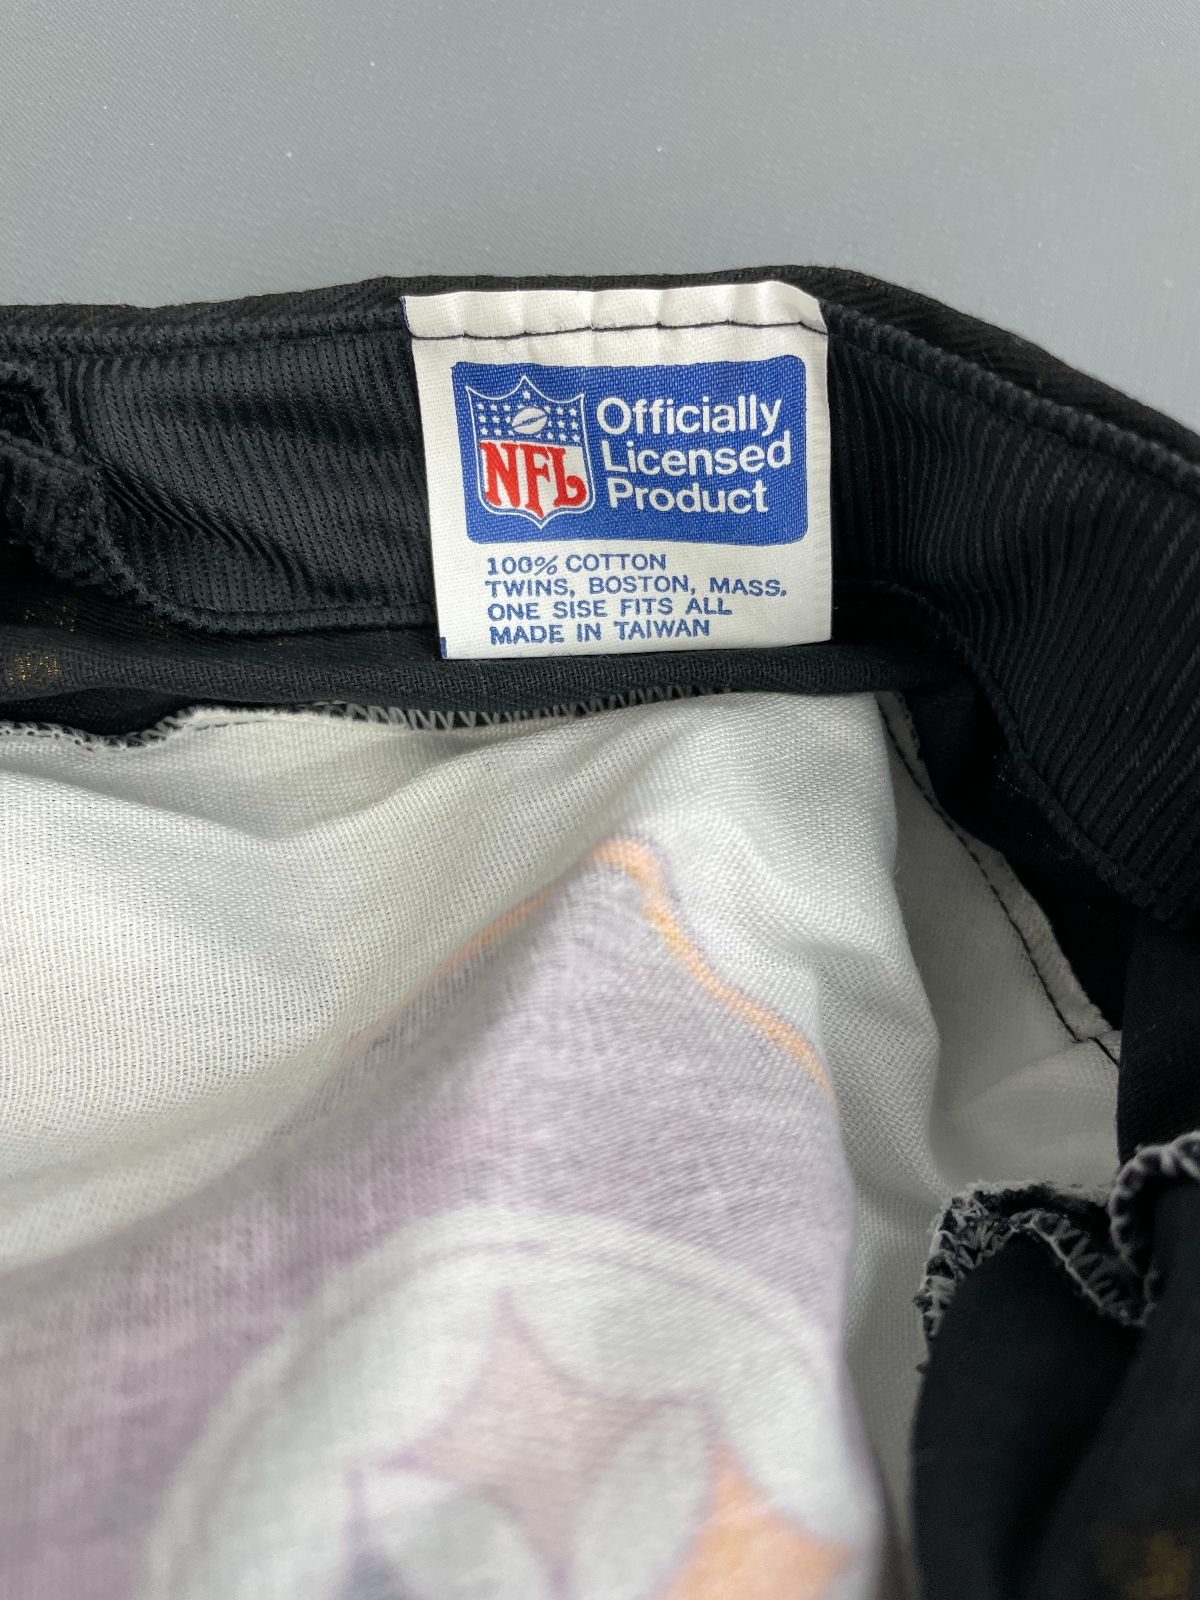 NFL
Officially
Licensed
Product
100% COTTON
TWINS, BOSTON, MASS.
ONE SISE FITS ALL
MADE IN TAIWAN